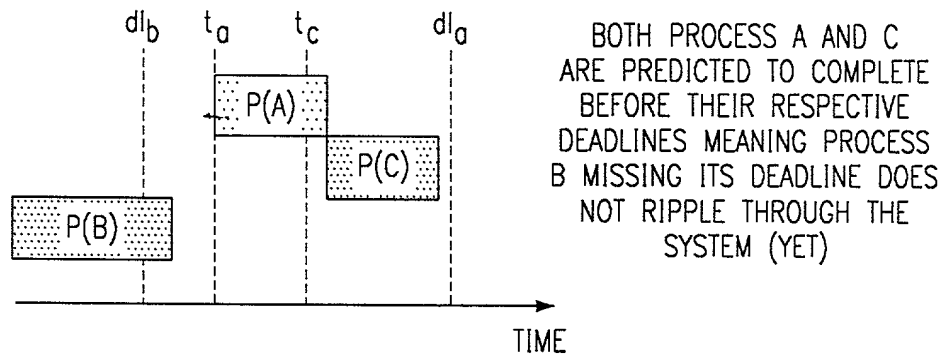 dl_b t_a t_c dl_a
P(A)
P(C)
P(B)
TIME
BOTH PROCESS A AND C
ARE PREDICTED TO COMPLETE
BEFORE THEIR RESPECTIVE
DEADLINES MEANING PROCESS
B MISSING ITS DEADLINE DOES
NOT RIPPLE THROUGH THE
SYSTEM (YET)